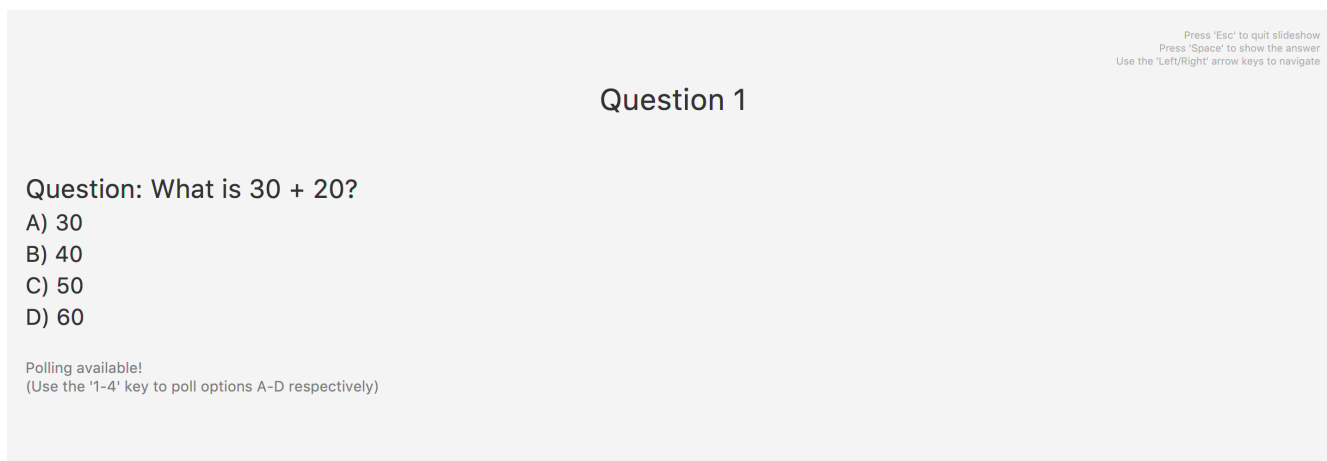 Press 'Esc' to quit slideshow
Press 'Space' to show the answer
Use the 'Left/Right' arrow keys to navigate
Question 1
Question: What is 30 + 20?
A) 30
B) 40
C) 50
D) 60
Polling available!
(Use the '1-4' key to poll options A-D respectively)